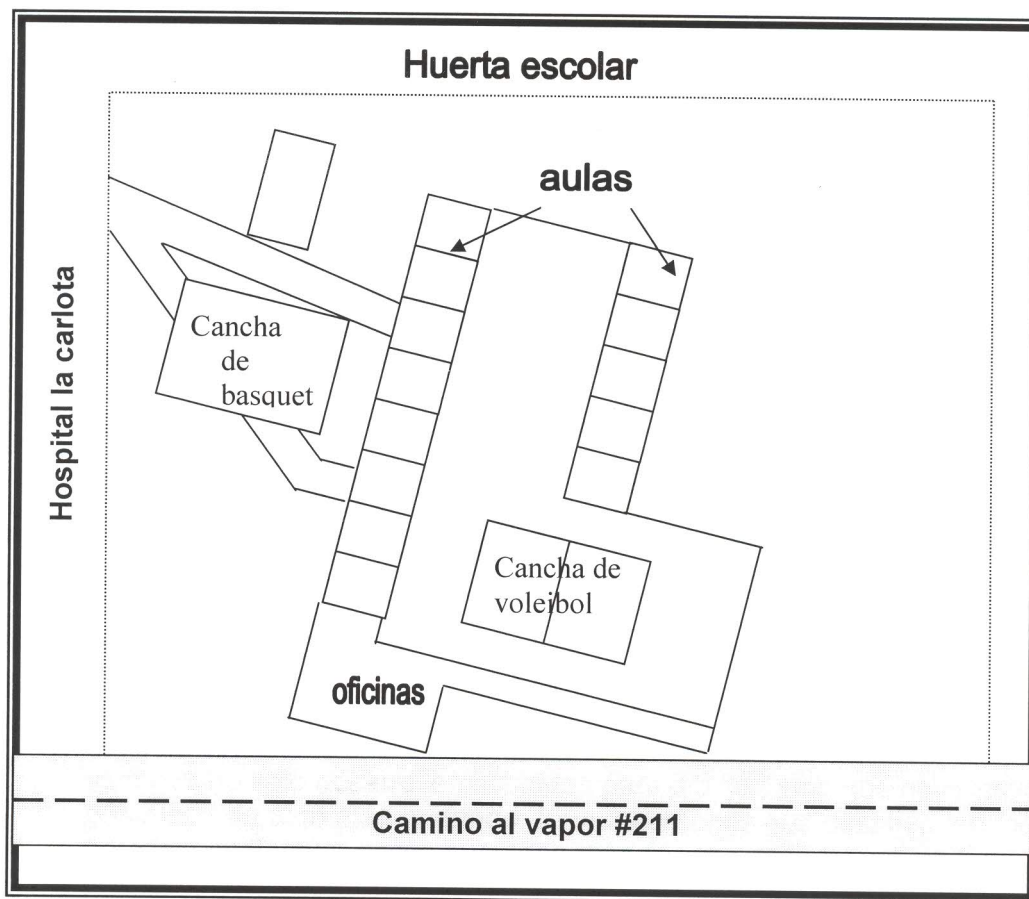 Huerta escolar
aulas
Hospital la carlota
Cancha
de
basquet
Cancha de
voleibol
oficinas
Camino al vapor #211